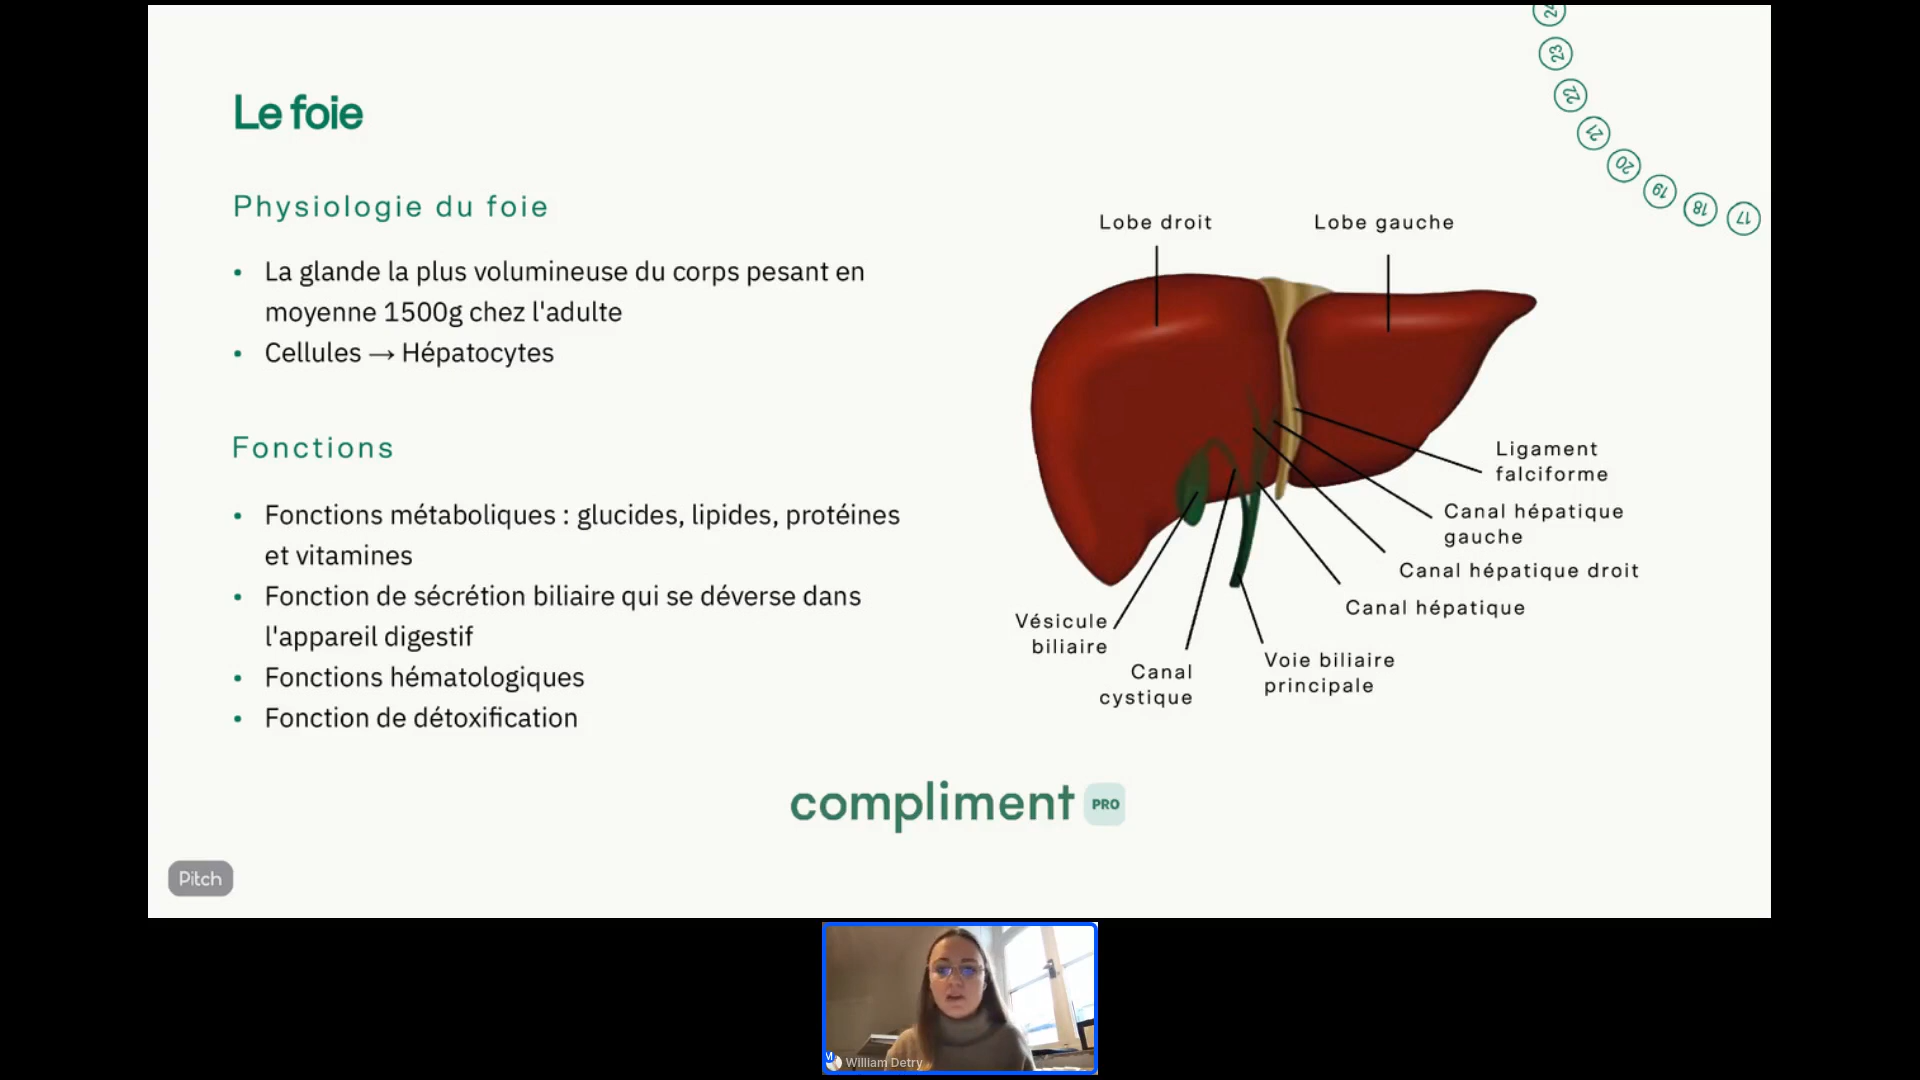 Le foie
Physiologie du foie
• La glande la plus volumineuse du corps pesant en
moyenne 1500g chez l'adulte
• Cellules → Hépatocytes
Fonctions
• Fonctions métaboliques : glucides, lipides, protéines
et vitamines
• Fonction de sécrétion biliaire qui se déverse dans
l'appareil digestif
• Fonctions hématologiques
• Fonction de détoxification
24
23
22
21
20
19
18
17
Lobe droit
Lobe gauche
Ligament
falciforme
Canal hépatique
gauche
Canal hépatique droit
Canal hépatique
Voie biliaire
principale
Canal
cystique
Vésicule
biliaire
compliment PRO
Pitch
M
William Detry